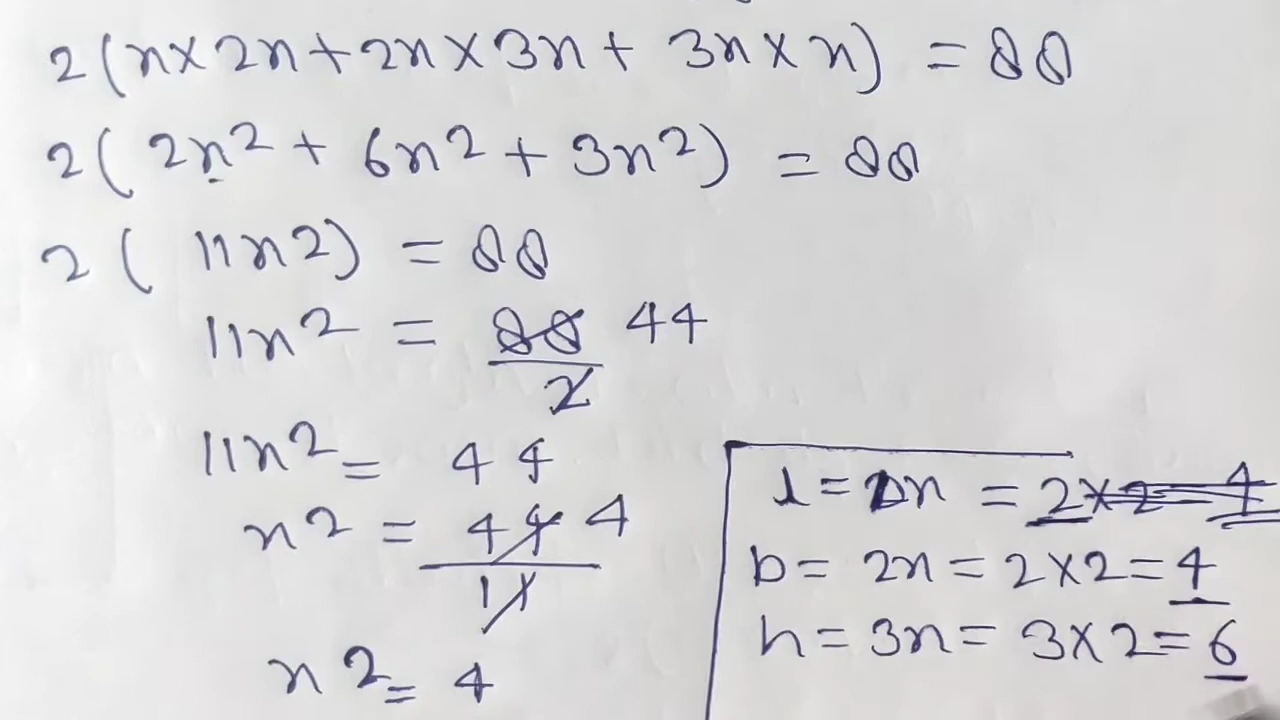 2(n×2n+2n×3n+ 3n×n) = 88
2( 2n² + 6n² + 3n²) = 88
2( 11n2) = 88
11n² = 88/2 44
11n² = 44
n2 = 44/11 4
n2 = 4
l = n = 2×2=4
b = 2n = 2×2 = 4
h = 3n = 3×2 = 6